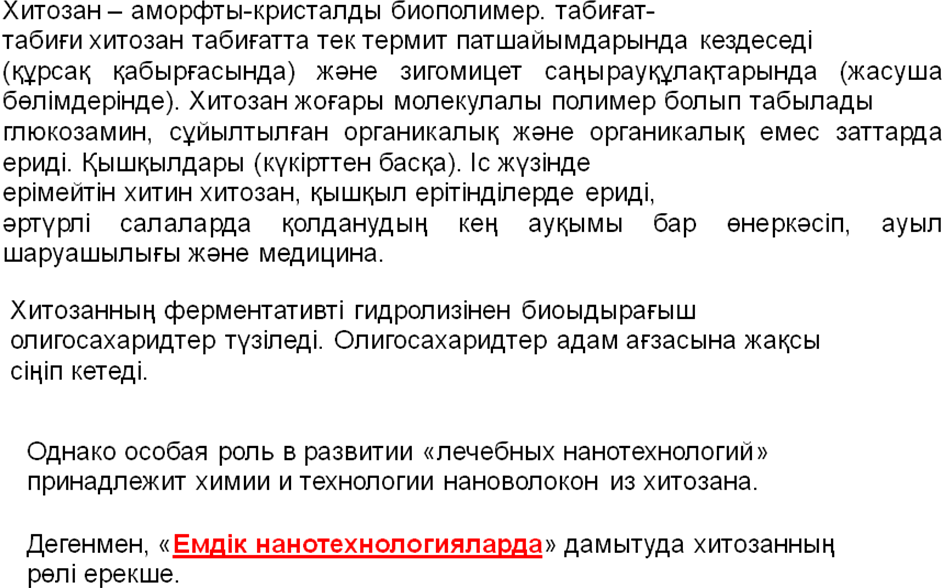 Хитозан – аморфты-кристалды биополимер. табиғат-
табиғи хитозан табиғатта тек термит патшайымдарында кездеседі
(құрсақ қабырғасында) және зигомицет саңырауқұлақтарында (жасуша
бөлімдерінде). Хитозан жоғары молекулалы полимер болып табылады
глюкозамин, сұйылтылған органикалық және органикалық емес заттарда
ериді. Қышқылдары (күкірттен басқа). Іс жүзінде
ерімейтін хитин хитозан, қышқыл ерітінділерде ериді,
әртүрлі салаларда қолданудың кең ауқымы бар өнеркәсіп, ауыл
шаруашылығы және медицина.
Хитозанның ферментативті гидролизінен биоыдырағыш
олигосахаридтер түзіледі. Олигосахаридтер адам ағзасына жақсы
сіңіп кетеді.
Однако особая роль в развитии «лечебных нанотехнологий»
принадлежит химии и технологии нановолокон из хитозана.
Дегенмен, «Емдік нанотехнологияларда» дамытуда хитозанның
рөлі ерекше.